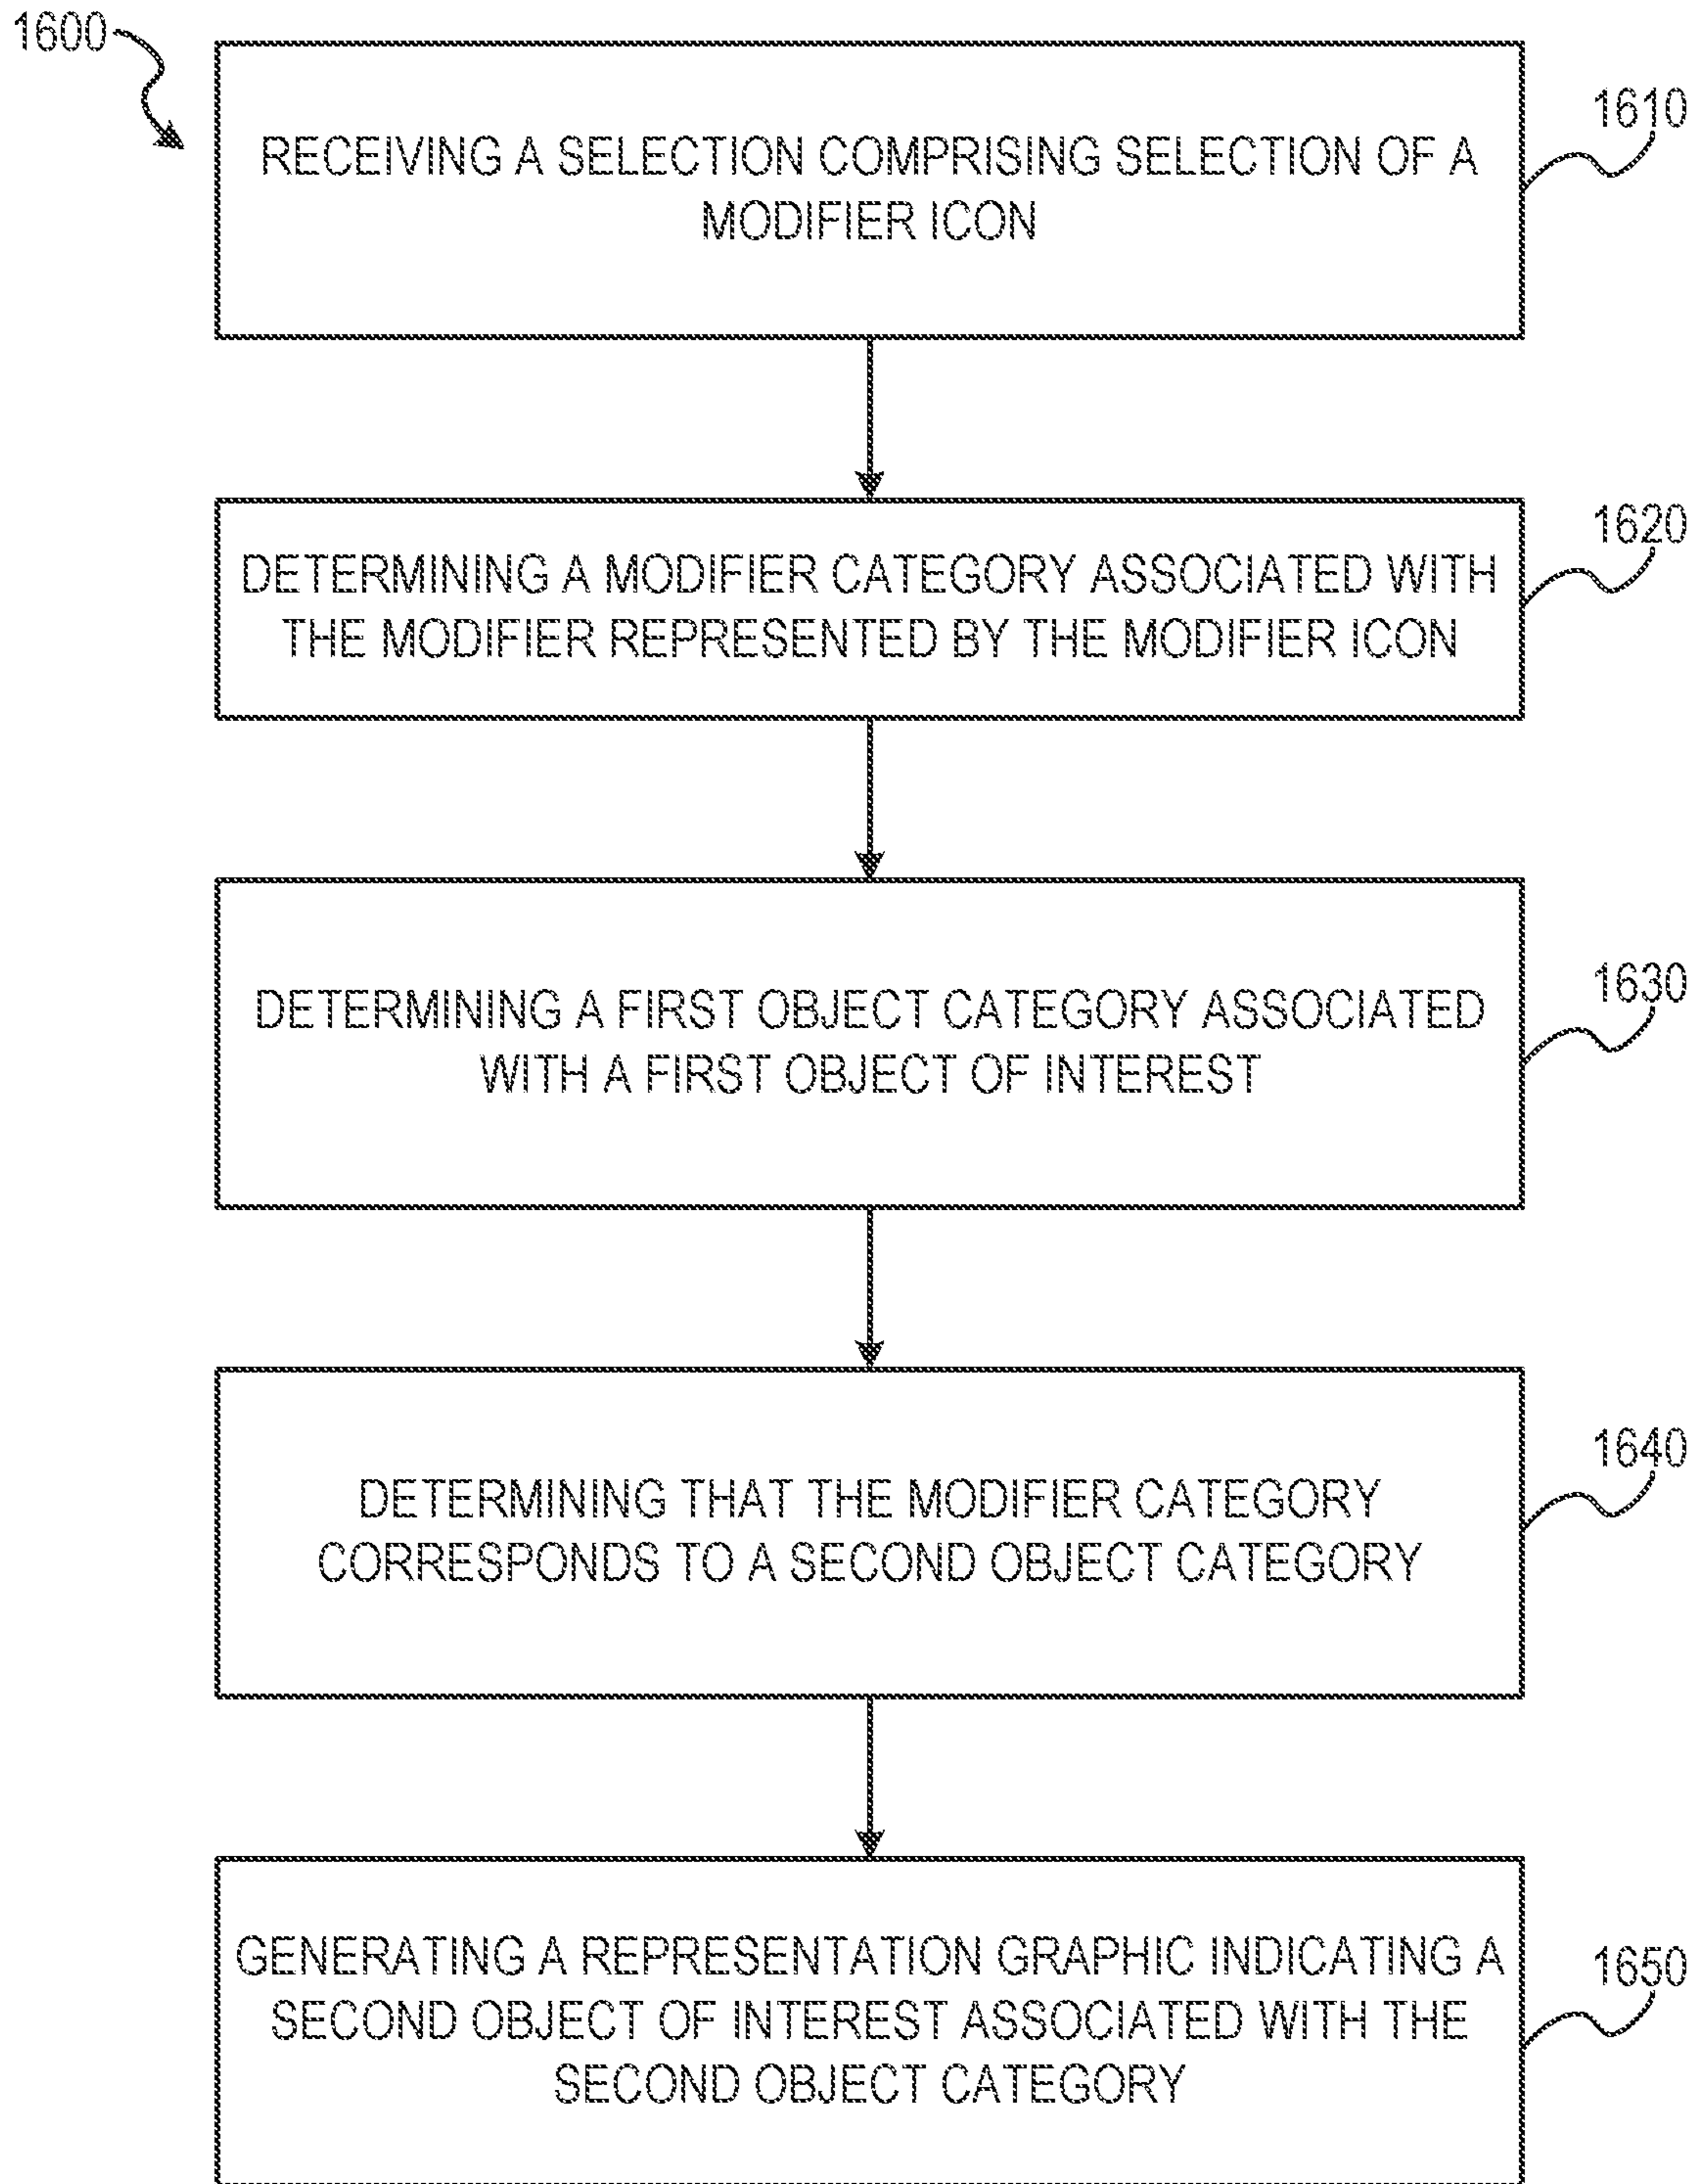 1600
1610
RECEIVING A SELECTION COMPRISING SELECTION OF A
MODIFIER ICON
1620
DETERMINING A MODIFIER CATEGORY ASSOCIATED WITH
THE MODIFIER REPRESENTED BY THE MODIFIER ICON
1630
DETERMINING A FIRST OBJECT CATEGORY ASSOCIATED
WITH A FIRST OBJECT OF INTEREST
1640
DETERMINING THAT THE MODIFIER CATEGORY
CORRESPONDS TO A SECOND OBJECT CATEGORY
1650
GENERATING A REPRESENTATION GRAPHIC INDICATING A
SECOND OBJECT OF INTEREST ASSOCIATED WITH THE
SECOND OBJECT CATEGORY